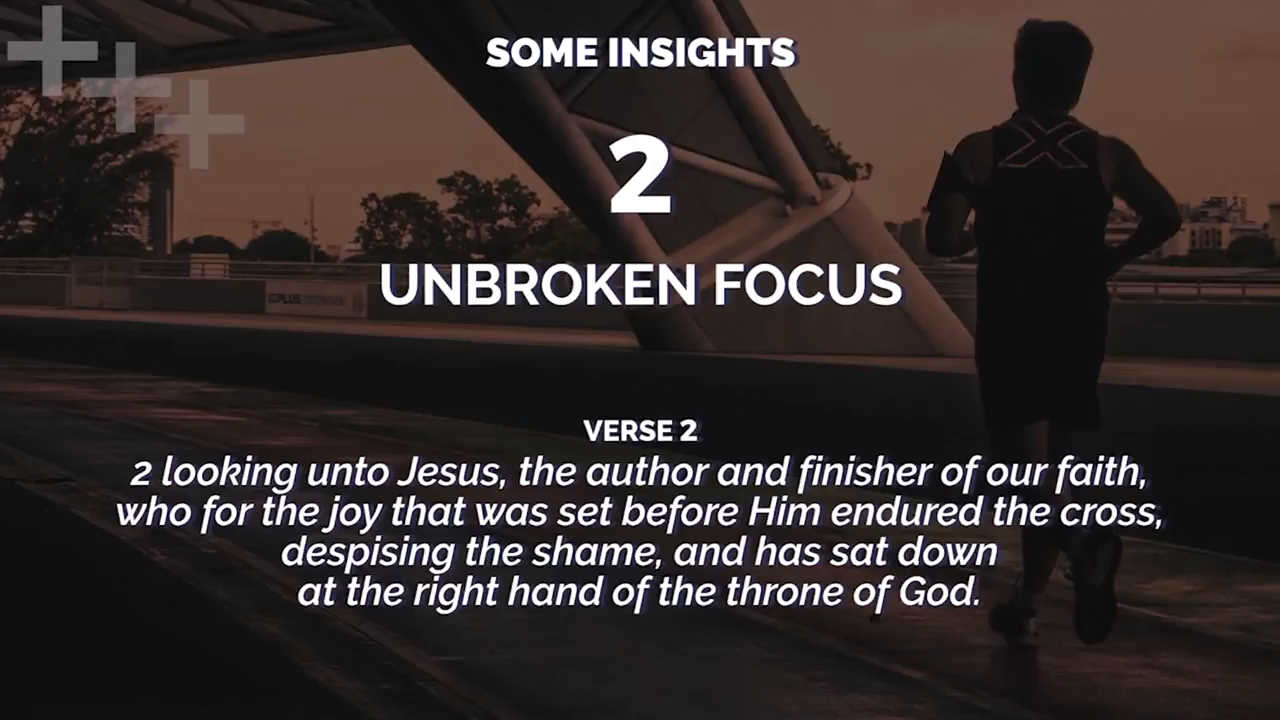 SOME INSIGHTS
2
UNBROKEN FOCUS
VERSE 2
2 looking unto Jesus, the author and finisher of our faith,
who for the joy that was set before Him endured the cross,
despising the shame, and has sat down
at the right hand of the throne of God.